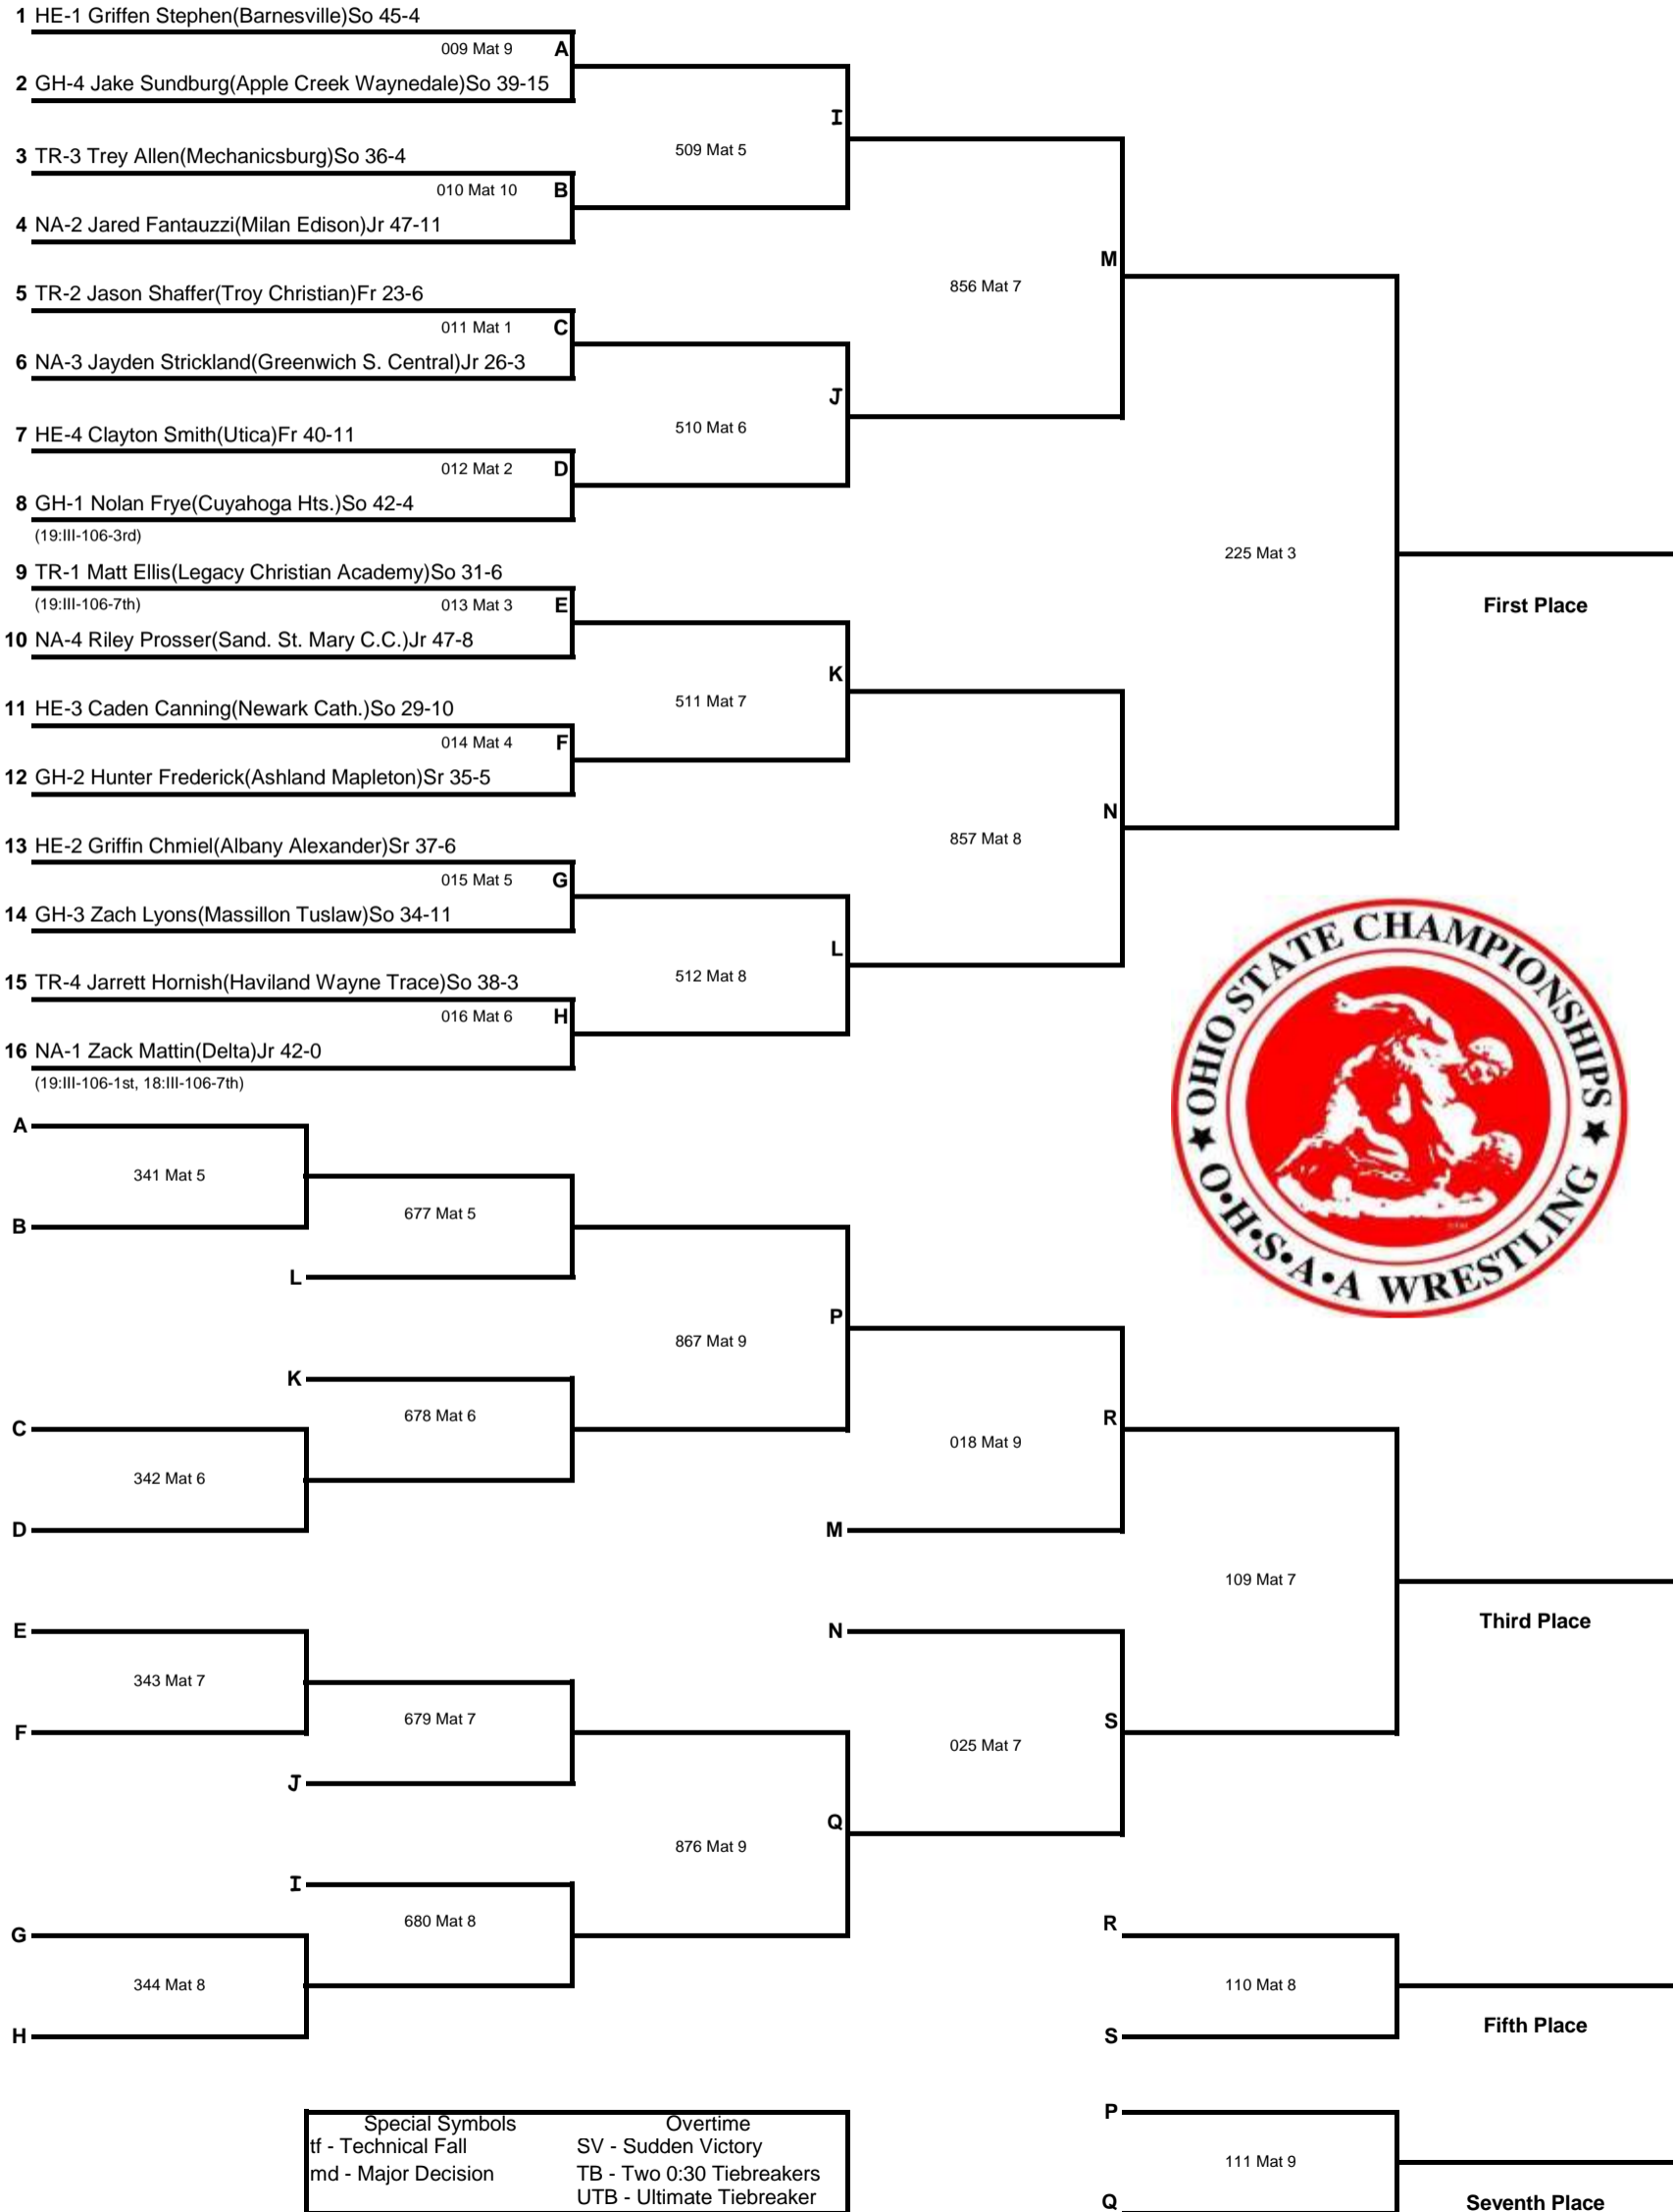 1 HE-1 Griffen Stephen(Barnesville)So 45-4
009 Mat 9 A
2 GH-4 Jake Sundburg(Apple Creek Waynedale)So 39-15
I
509 Mat 5
3 TR-3 Trey Allen(Mechanicsburg)So 36-4
010 Mat 10 B
4 NA-2 Jared Fantauzzi(Milan Edison)Jr 47-11
M
856 Mat 7
5 TR-2 Jason Shaffer(Troy Christian)Fr 23-6
011 Mat 1 C
6 NA-3 Jayden Strickland(Greenwich S. Central)Jr 26-3
J
510 Mat 6
7 HE-4 Clayton Smith(Utica)Fr 40-11
012 Mat 2 D
8 GH-1 Nolan Frye(Cuyahoga Hts.)So 42-4
(19:III-106-3rd)
225 Mat 3
9 TR-1 Matt Ellis(Legacy Christian Academy)So 31-6
(19:III-106-7th) 013 Mat 3 E
First Place
10 NA-4 Riley Prosser(Sand. St. Mary C.C.)Jr 47-8
K
511 Mat 7
11 HE-3 Caden Canning(Newark Cath.)So 29-10
014 Mat 4 F
12 GH-2 Hunter Frederick(Ashland Mapleton)Sr 35-5
N
857 Mat 8
13 HE-2 Griffin Chmiel(Albany Alexander)Sr 37-6
015 Mat 5 G
14 GH-3 Zach Lyons(Massillon Tuslaw)So 34-11
L
512 Mat 8
15 TR-4 Jarrett Hornish(Haviland Wayne Trace)So 38-3
016 Mat 6 H
16 NA-1 Zack Mattin(Delta)Jr 42-0
(19:III-106-1st, 18:III-106-7th)
★ OHIO STATE CHAMPIONSHIPS ★
O•H•S•A•A WRESTLING
A
341 Mat 5
B
677 Mat 5
L
P
867 Mat 9
K
678 Mat 6
C
342 Mat 6
D
R
018 Mat 9
M
109 Mat 7
Third Place
E
343 Mat 7
F
679 Mat 7
J
N
S
025 Mat 7
Q
876 Mat 9
I
680 Mat 8
G
344 Mat 8
H
R
110 Mat 8
S
Fifth Place
P
111 Mat 9
Q
Seventh Place
Special Symbols Overtime
tf - Technical Fall SV - Sudden Victory
md - Major Decision TB - Two 0:30 Tiebreakers
UTB - Ultimate Tiebreaker